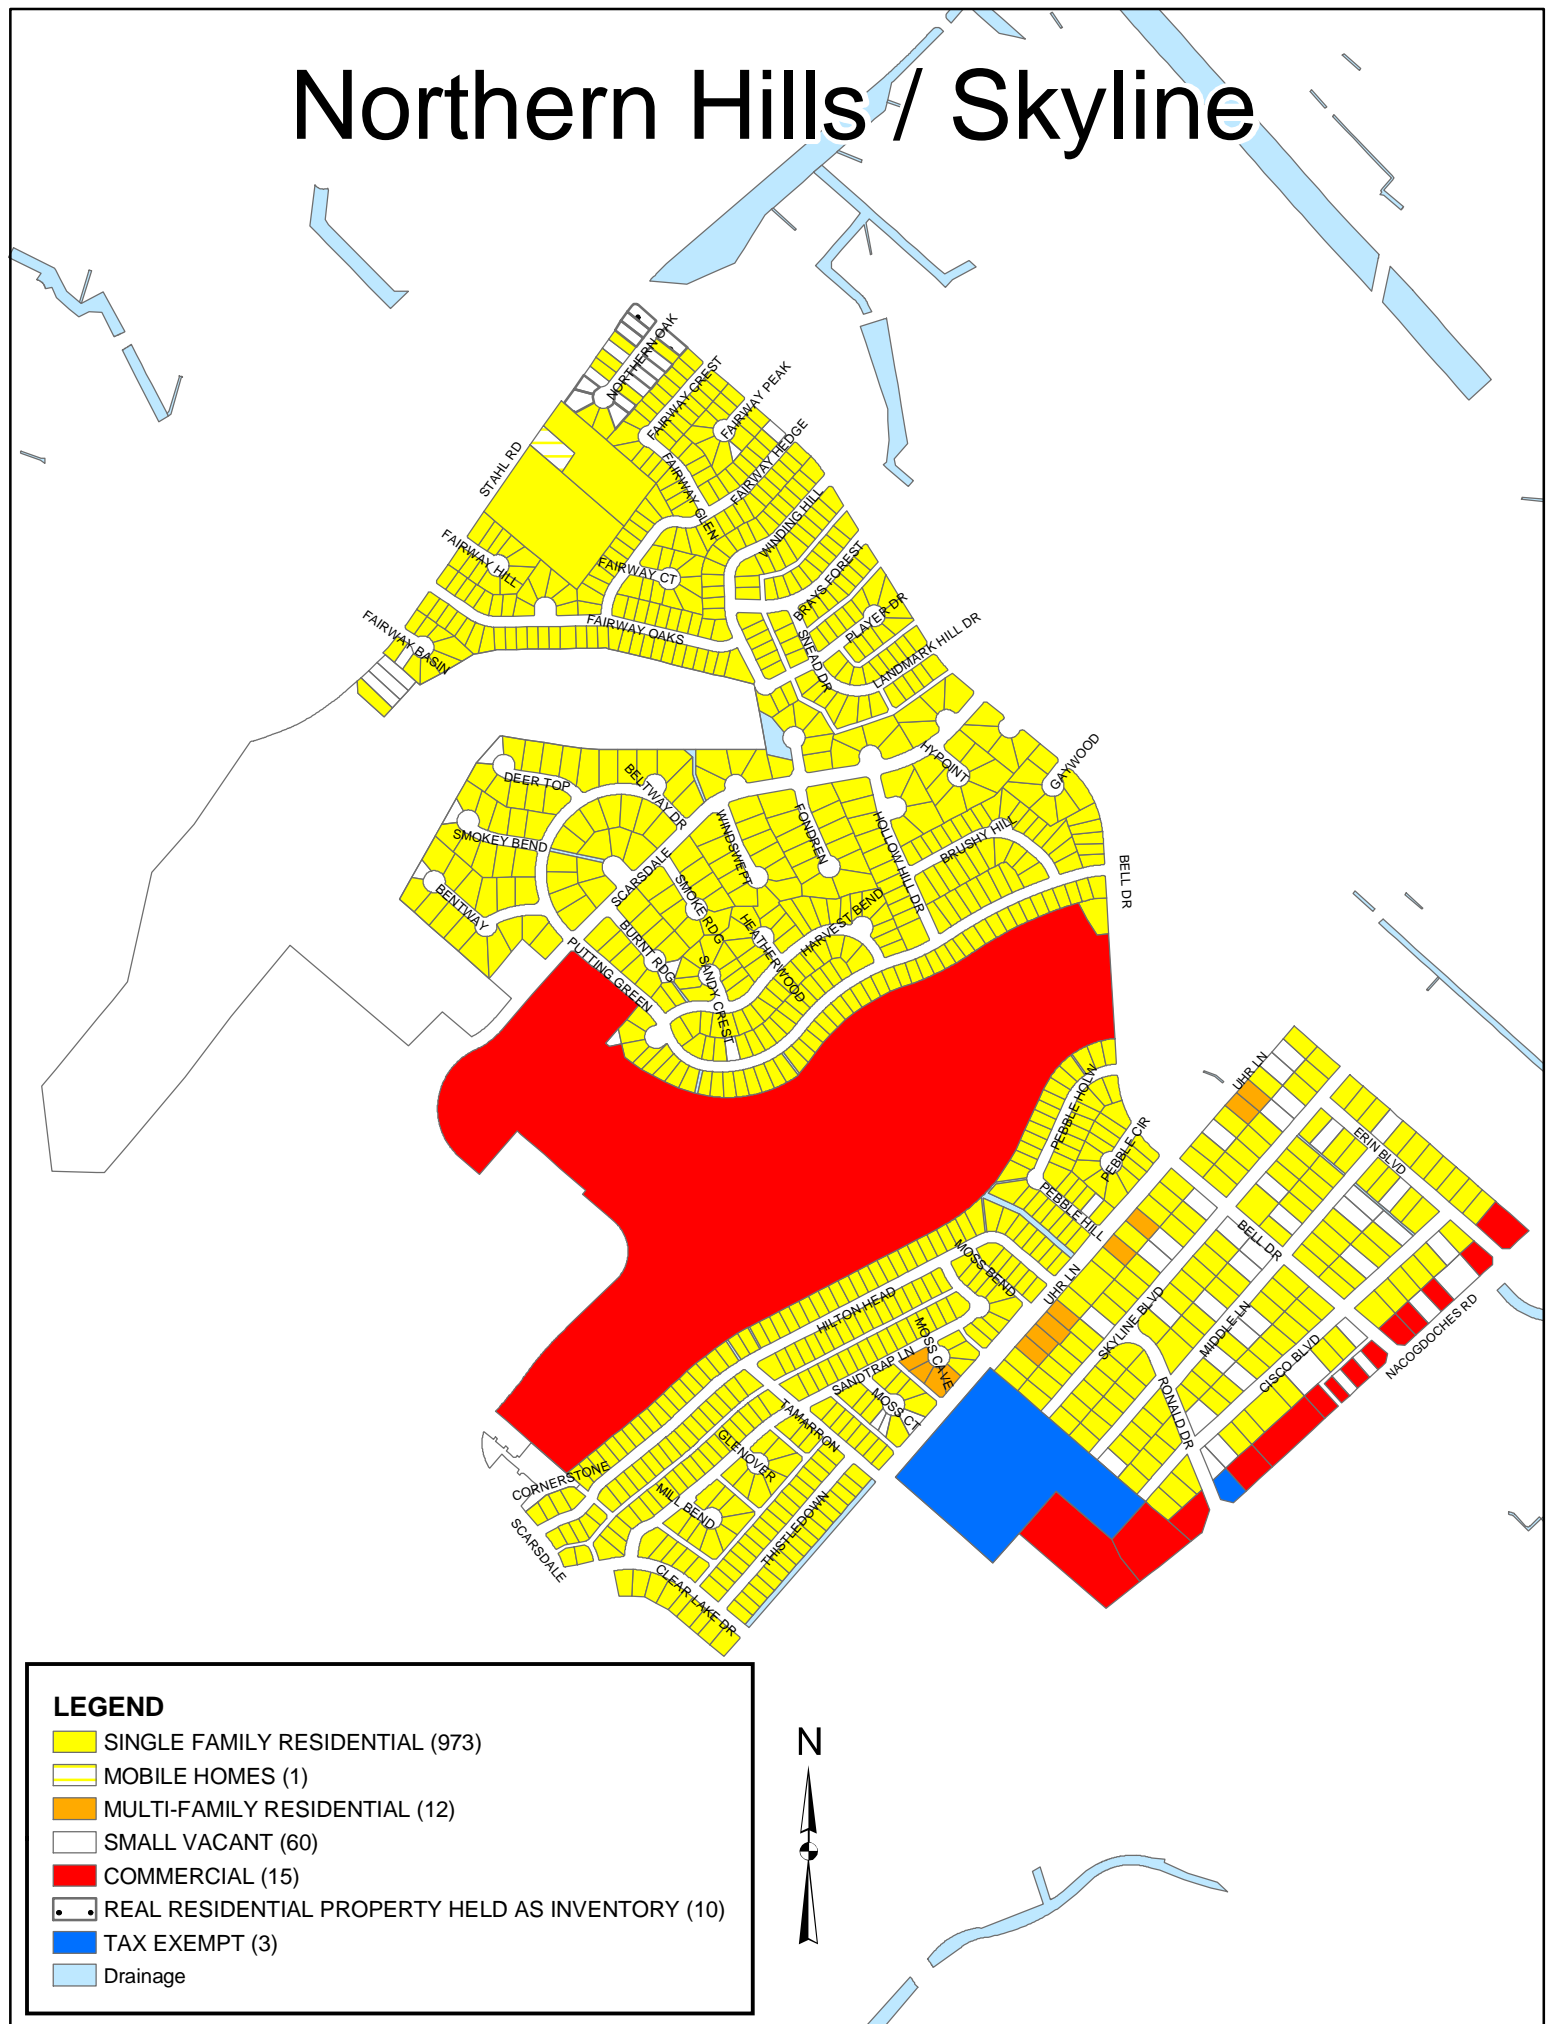 Northern Hills / Skyline
NORTHERN OAK
FAIRWAY CREST
FAIRWAY PEAK
FAIRWAY HEDGE
STAHL RD
FAIRWAY GLEN
WINDING HILL
FAIRWAY HILL
FAIRWAY CT
BRAYS FOREST
FAIRWAY BASIN
FAIRWAY OAKS
PLAYER DR
SNEAD DR
LANDMARK HILL DR
HYPOINT
GAYWOOD
DEER TOP
BELTWAY DR
WINDSWEPT
FONDREN
HOLLOW HILL DR
BRUSHY HILL
SMOKEY BEND
SCARSDALE
BELL DR
BENTWAY
SMOKE RDG
HEATHERWOOD
HARVEST BEND
BURNT RDG
PUTTING GREEN
SANDY CREST
UHR LN
PEBBLE HOLW
PEBBLE CIR
ERIN BLVD
PEBBLE HILL
BELL DR
MOSS BEND
UHR LN
HILTON HEAD
SKYLINE BLVD
MIDDLE LN
NACOGDOCHES RD
MOSS CAVE
SANDTRAP LN
CISCO BLVD
MOSS CT
RONALD DR
TAMARRON
GLENOVER
CORNERSTONE
MILL BEND
THISTLEDOWN
SCARSDALE
CLEAR LAKE DR
LEGEND
SINGLE FAMILY RESIDENTIAL (973)
MOBILE HOMES (1)
MULTI-FAMILY RESIDENTIAL (12)
SMALL VACANT (60)
COMMERCIAL (15)
REAL RESIDENTIAL PROPERTY HELD AS INVENTORY (10)
TAX EXEMPT (3)
Drainage
N